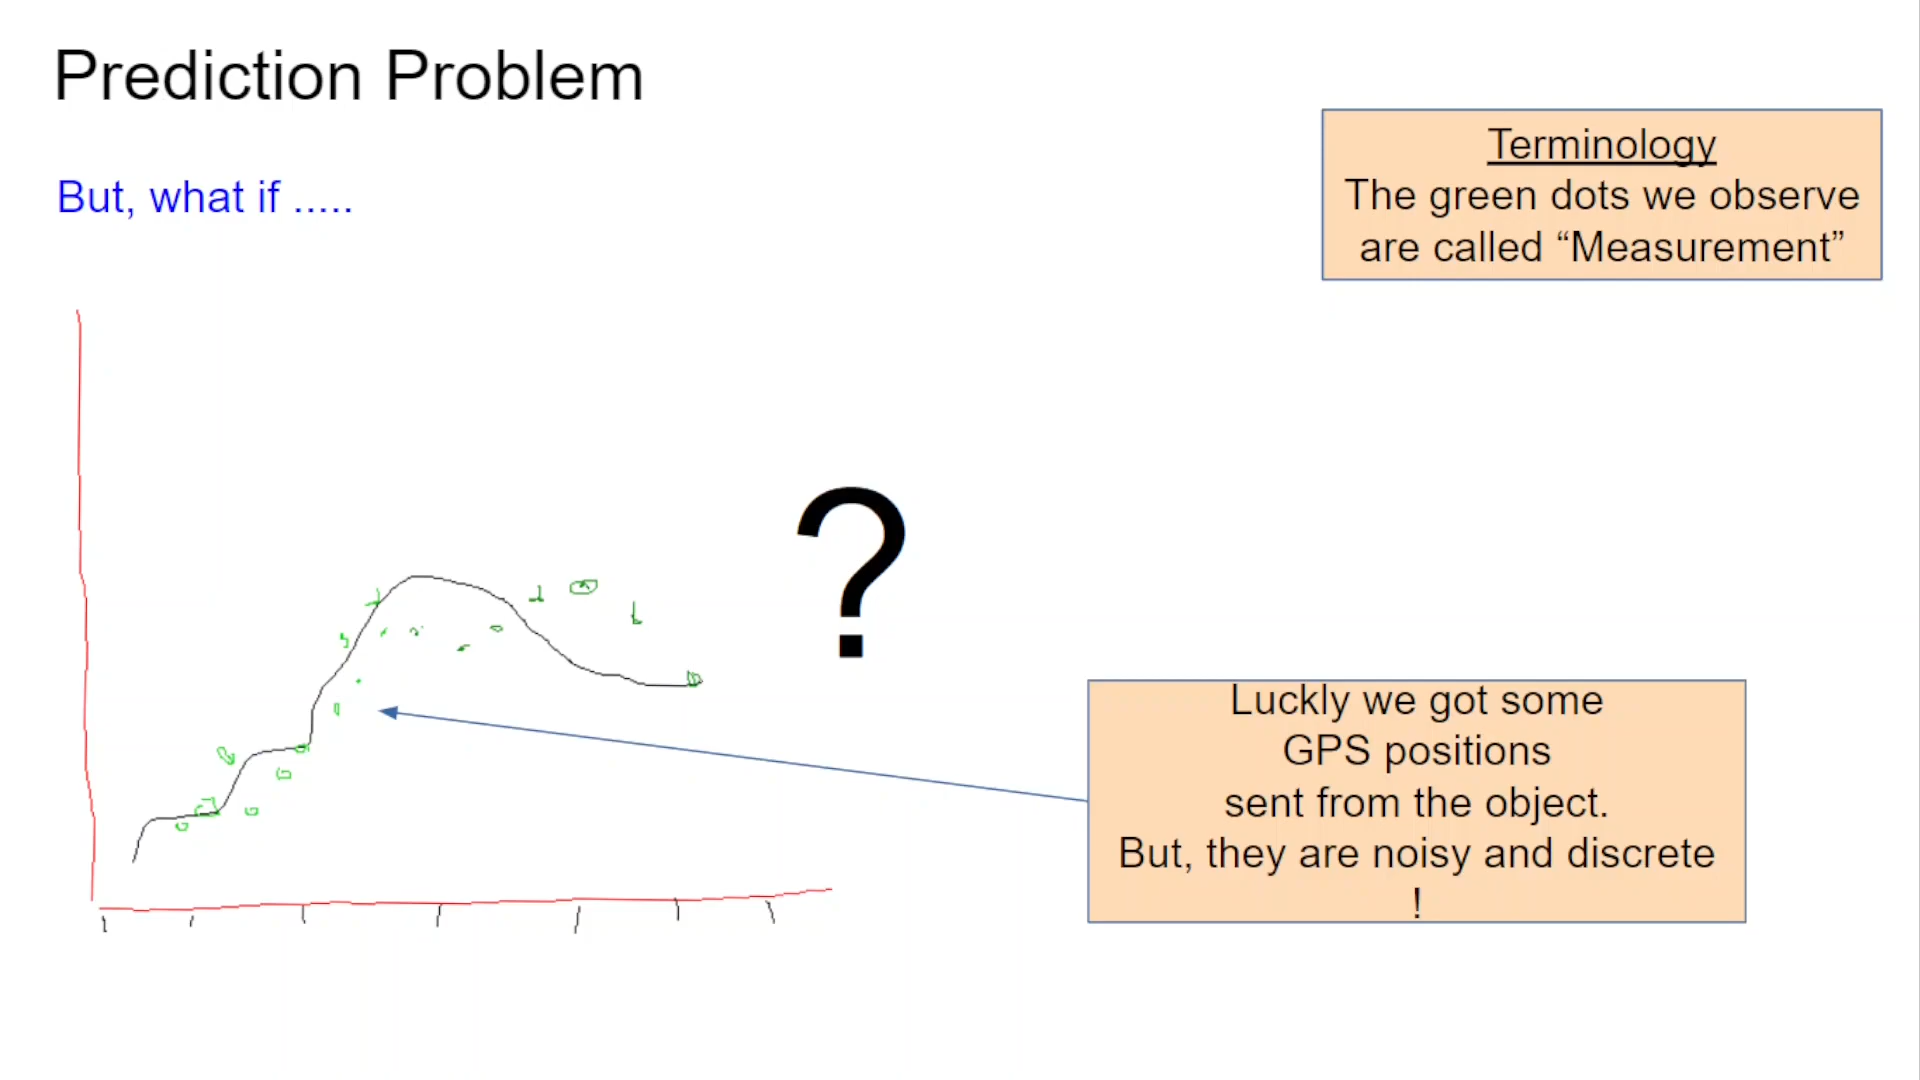 Prediction Problem
But, what if .....
Terminology
The green dots we observe
are called “Measurement”
?
Luckly we got some
GPS positions
sent from the object.
But, they are noisy and discrete
!